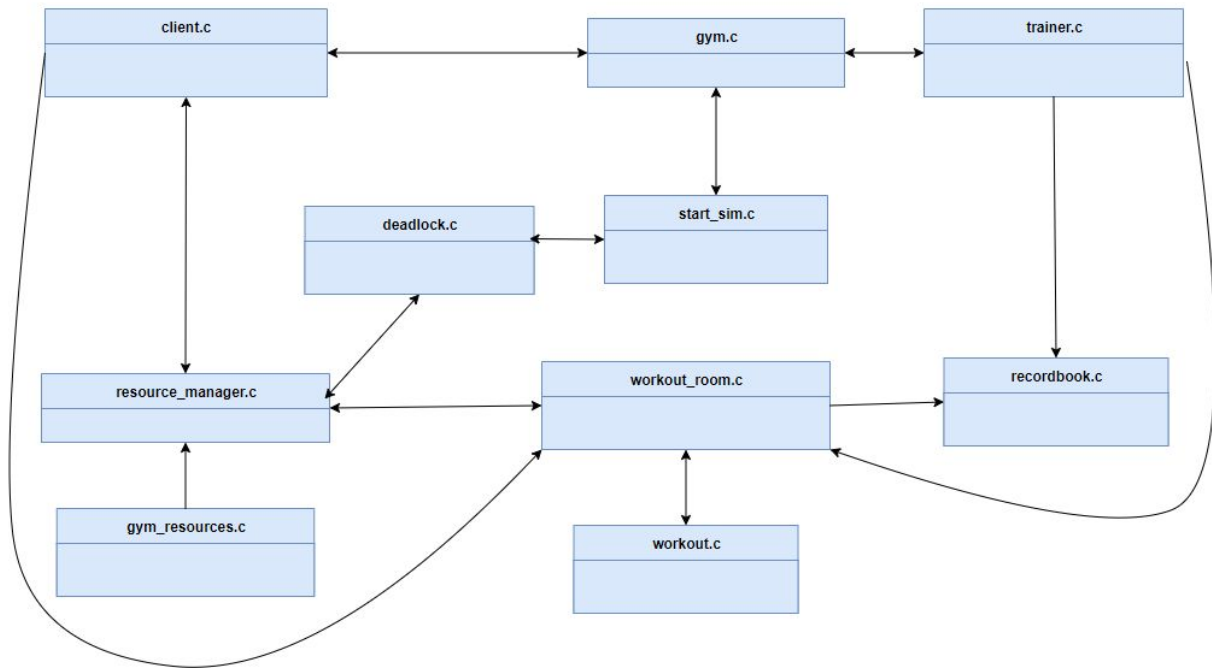 client.c
gym.c
trainer.c
deadlock.c
start_sim.c
resource_manager.c
workout_room.c
recordbook.c
gym_resources.c
workout.c